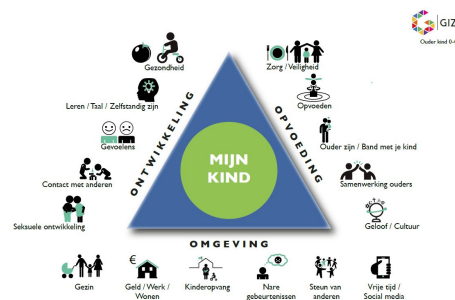 GIZ
Ouder kind 0-
Gezondheid
Zorg / Veiligheid
Leren / Taal / Zelfstandig zijn
Opvoeden
Gevoelens
Ouder zijn / Band met je kind
ONTWIKKELING
OPVOEDING
MIJN
KIND
Contact met anderen
Samenwerking ouders
Seksuele ontwikkeling
Geloof / Cultuur
OMGEVING
€
Gezin
Geld / Werk /
Wonen
Kinderopvang
Nare
gebeurtenissen
Steun van
anderen
Vrije tijd /
Social media